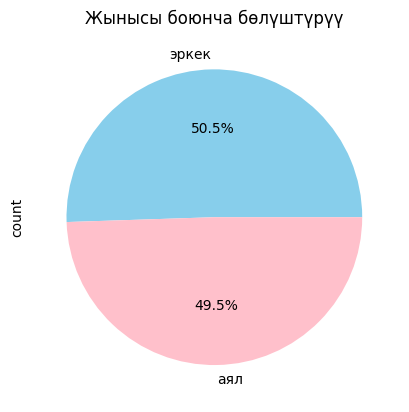 Жынысы боюнча бөлүштүрүү
эркек
50.5%
count
49.5%
аял